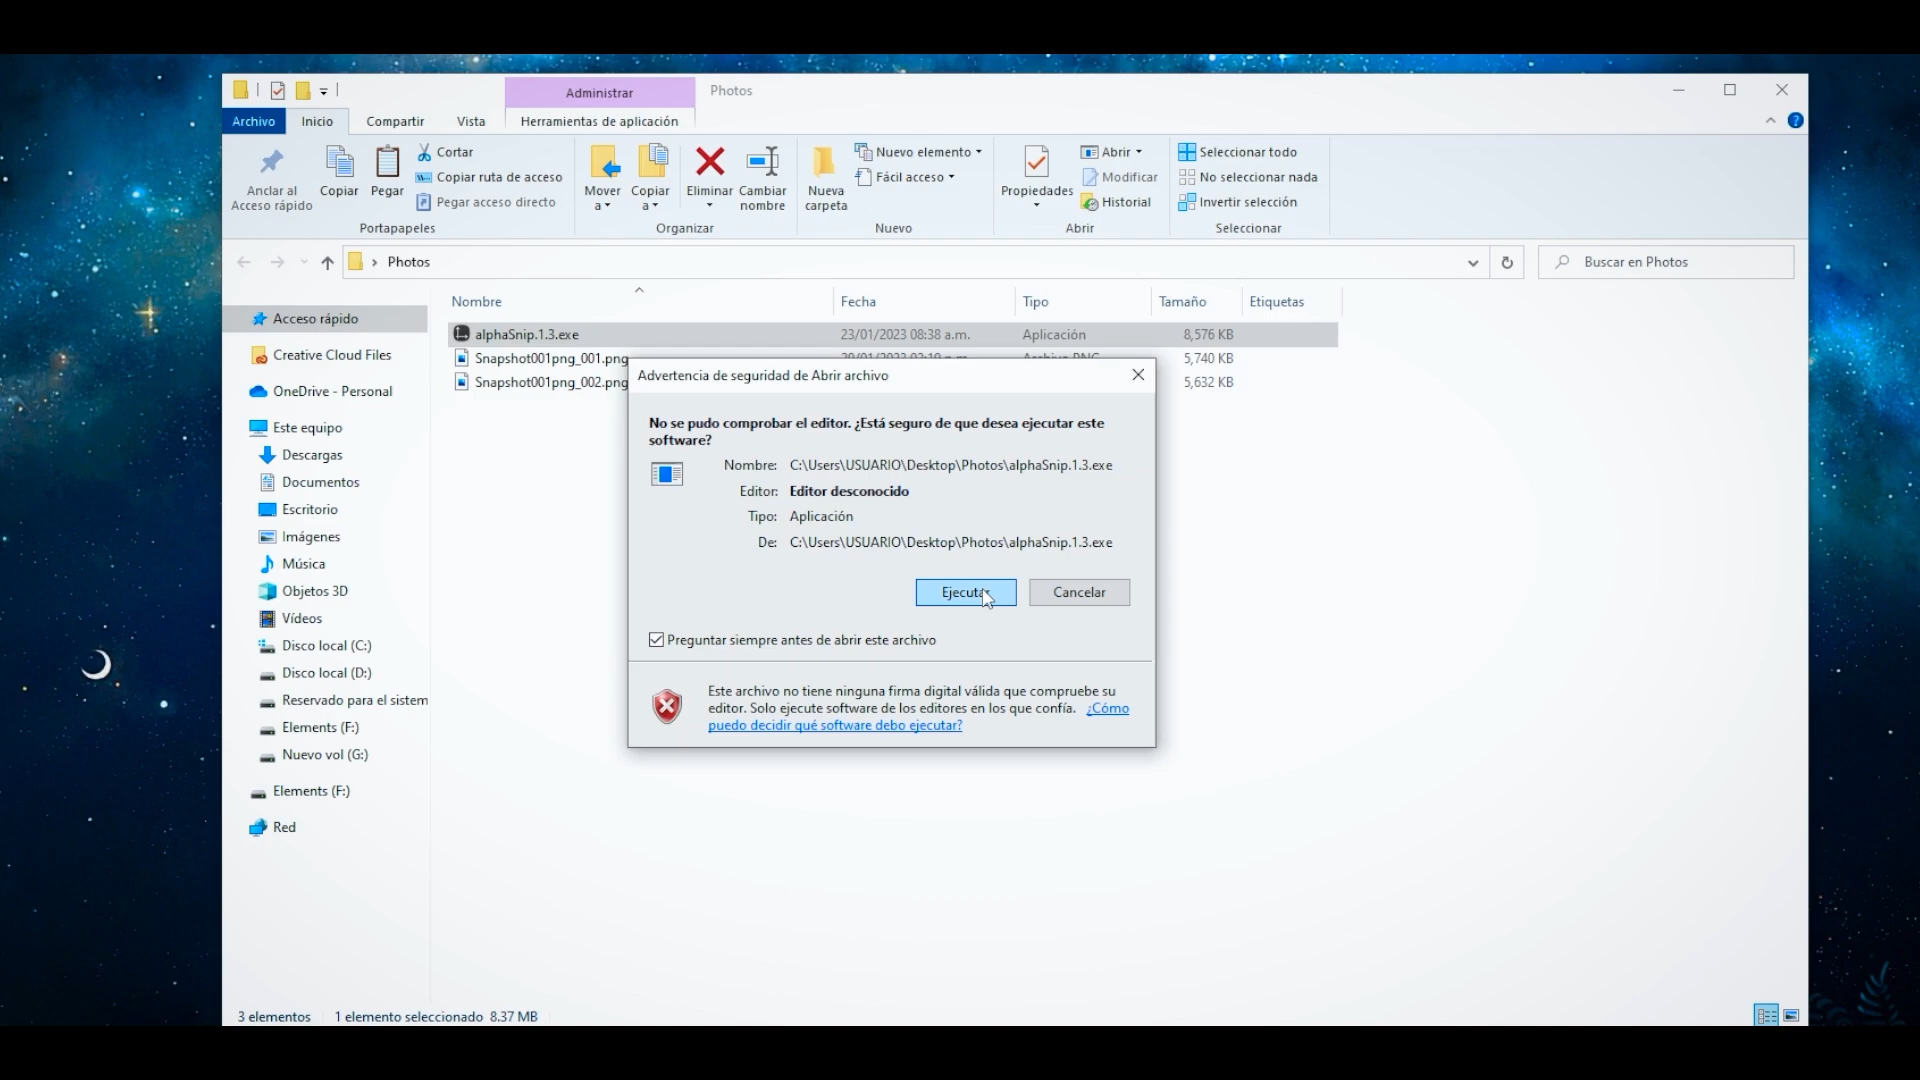 Administrar
Photos
Archivo
Inicio
Compartir
Vista
Herramientas de aplicación
Anclar al
Acceso rápido
Copiar
Pegar
Cortar
Copiar ruta de acceso
Pegar acceso directo
Portapapeles
Mover
a
Copiar
a
Eliminar
Cambiar
nombre
Organizar
Nueva
carpeta
Nuevo elemento
Fácil acceso
Nuevo
Propiedades
Abrir
Modificar
Historial
Abrir
Seleccionar todo
No seleccionar nada
Invertir selección
Seleccionar
Photos
Buscar en Photos
Nombre
Fecha
Tipo
Tamaño
Etiquetas
alphaSnip.1.3.exe
23/01/2023 08:38 a.m.
Aplicación
8,576 KB
Snapshot001png_001.png
5,740 KB
Snapshot001png_002.png
5,632 KB
Acceso rápido
Creative Cloud Files
OneDrive - Personal
Este equipo
Descargas
Documentos
Escritorio
Imágenes
Música
Objetos 3D
Vídeos
Disco local (C:)
Disco local (D:)
Reservado para el sistem
Elements (F:)
Nuevo vol (G:)
Elements (F:)
Red
Advertencia de seguridad de Abrir archivo
No se pudo comprobar el editor. ¿Está seguro de que desea ejecutar este
software?
Nombre: C:\Users\USUARIO\Desktop\Photos\alphaSnip.1.3.exe
Editor: Editor desconocido
Tipo: Aplicación
De: C:\Users\USUARIO\Desktop\Photos\alphaSnip.1.3.exe
Ejecutar
Cancelar
Preguntar siempre antes de abrir este archivo
Este archivo no tiene ninguna firma digital válida que compruebe su
editor. Solo ejecute software de los editores en los que confía. ¿Cómo
puedo decidir qué software debo ejecutar?
3 elementos
1 elemento seleccionado 8.37 MB